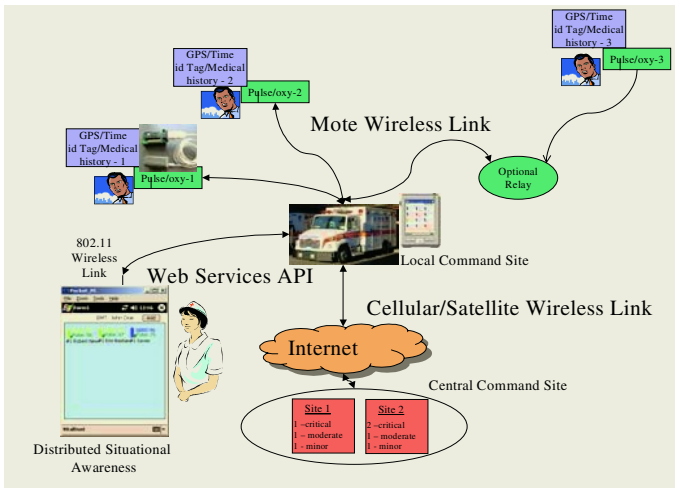 GPS/Time
id Tag/Medical
history - 3
Pulse/oxy-3
GPS/Time
id Tag/Medical
history - 2
Pulse/oxy-2
Mote Wireless Link
GPS/Time
id Tag/Medical
history - 1
Pulse/oxy-1
Optional
Relay
802.11
Wireless
Link
Web Services API
Local Command Site
Cellular/Satellite Wireless Link
Internet
Central Command Site
Site 1
1 –critical
1 – moderate
1 - minor
Site 2
2 –critical
1 – moderate
1 - minor
Distributed Situational
Awareness